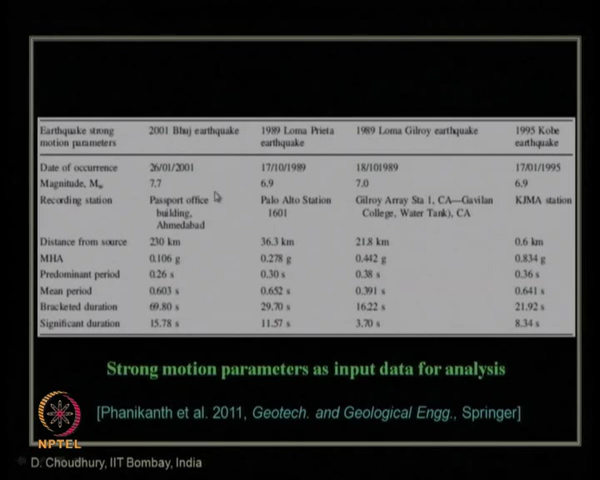 Earthquake strong motion parameters	2001 Bhuj earthquake	1989 Loma Prieta earthquake	1989 Loma Gilroy earthquake	1995 Kobe earthquake
Date of occurrence	26/01/2001	17/10/1989	18/101989	17/01/1995
Magnitude, Mw	7.7	6.9	7.0	6.9
Recording station	Passport office building, Ahmedabad	Palo Alto Station 1601	Gilroy Array Sta 1, CA—Gavilan College, Water Tank), CA	KJMA station
Distance from source	230 km	36.3 km	21.8 km	0.6 km
MHA	0.106 g	0.278 g	0.442 g	0.834 g
Predominant period	0.26 s	0.30 s	0.38 s	0.36 s
Mean period	0.603 s	0.652 s	0.391 s	0.641 s
Bracketed duration	69.80 s	29.70 s	16.22 s	21.92 s
Significant duration	15.78 s	11.57 s	3.70 s	8.34 s
Strong motion parameters as input data for analysis
[Phanikanth et al. 2011, Geotech. and Geological Engg., Springer]
NPTEL
D. Choudhury, IIT Bombay, India